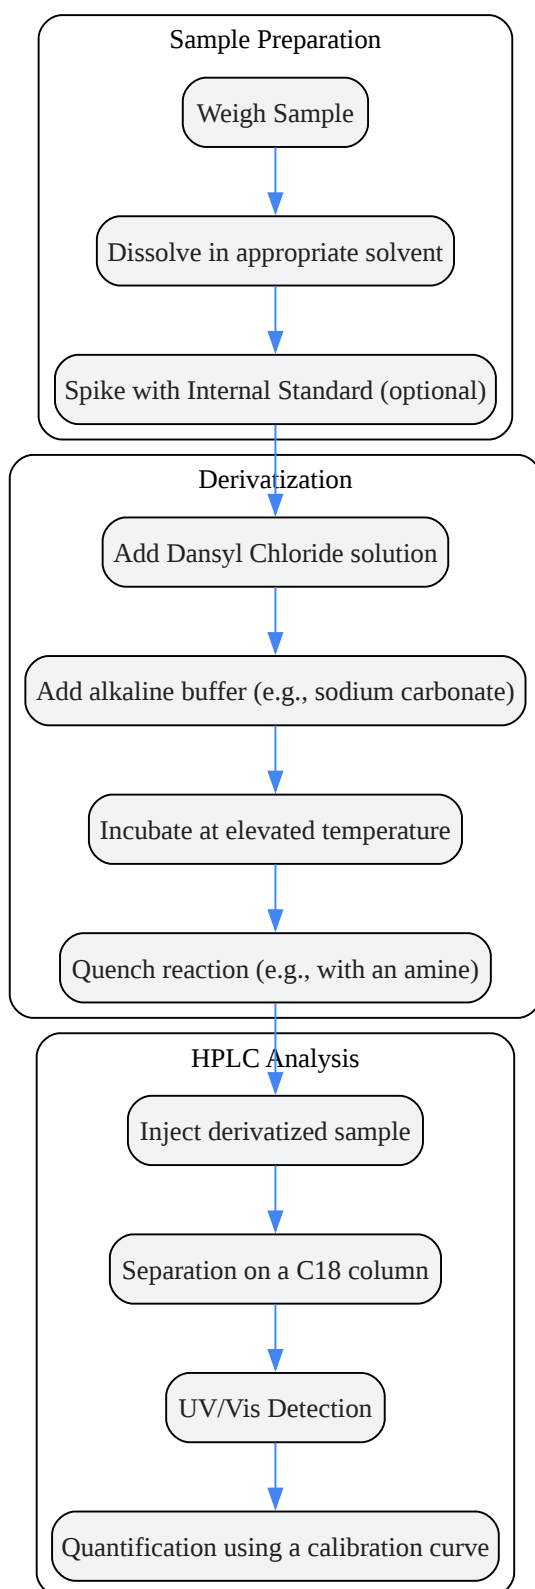 Sample Preparation
Weigh Sample
Dissolve in appropriate solvent
Spike with Internal Standard (optional)
Derivatization
Add Dansyl Chloride solution
Add alkaline buffer (e.g., sodium carbonate)
Incubate at elevated temperature
Quench reaction (e.g., with an amine)
HPLC Analysis
Inject derivatized sample
Separation on a C18 column
UV/Vis Detection
Quantification using a calibration curve